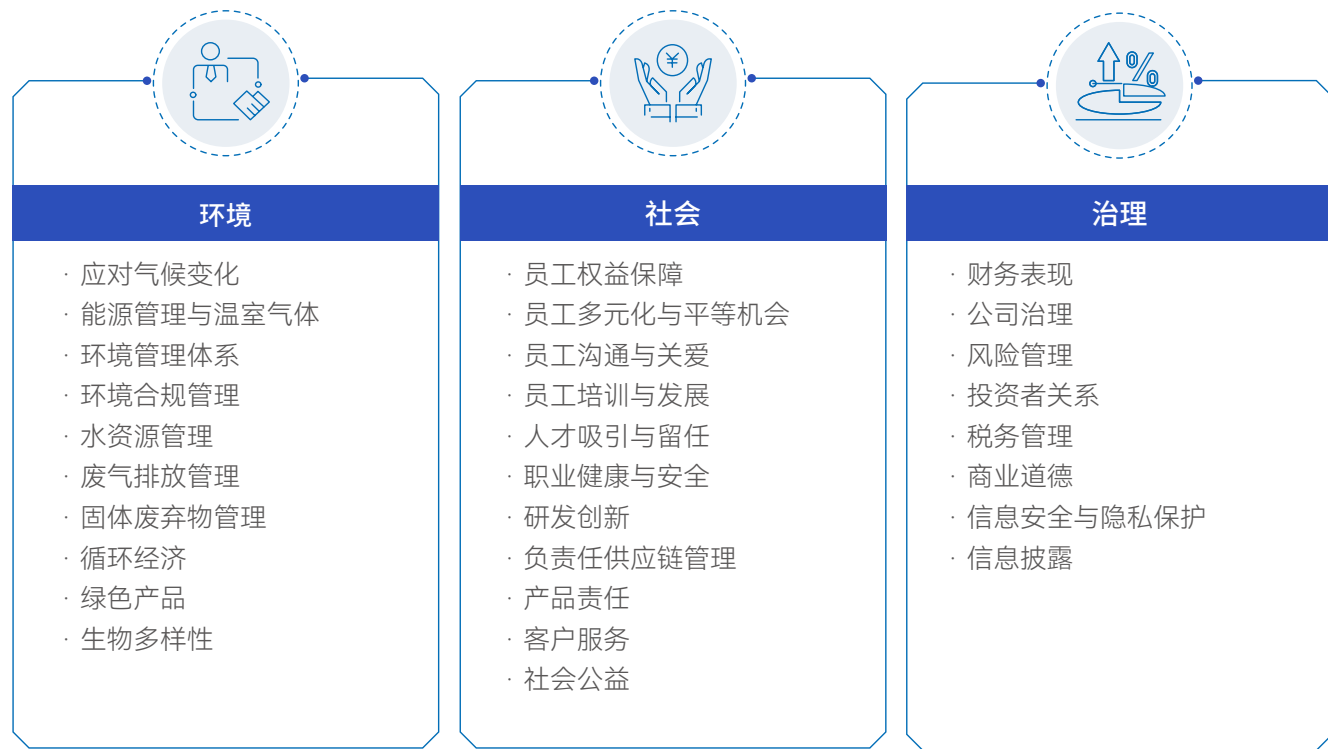 环境
· 应对气候变化
· 能源管理与温室气体
· 环境管理体系
· 环境合规管理
· 水资源管理
· 废气排放管理
· 固体废弃物管理
· 循环经济
· 绿色产品
· 生物多样性
¥
社会
· 员工权益保障
· 员工多元化与平等机会
· 员工沟通与关爱
· 员工培训与发展
· 人才吸引与留任
· 职业健康与安全
· 研发创新
· 负责任供应链管理
· 产品责任
· 客户服务
· 社会公益
%
治理
· 财务表现
· 公司治理
· 风险管理
· 投资者关系
· 税务管理
· 商业道德
· 信息安全与隐私保护
· 信息披露